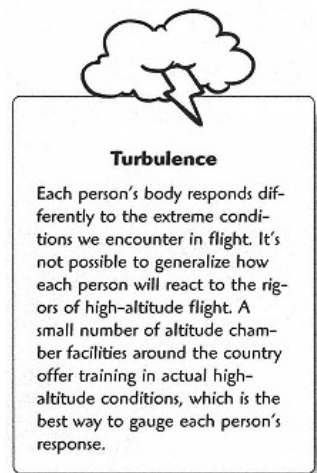 Turbulence
Each person's body responds dif-
ferently to the extreme condi-
tions we encounter in flight. It's
not possible to generalize how
each person will react to the rig-
ors of high-altitude flight. A
small number of altitude cham-
ber facilities around the country
offer training in actual high-
altitude conditions, which is the
best way to gauge each person's
response.